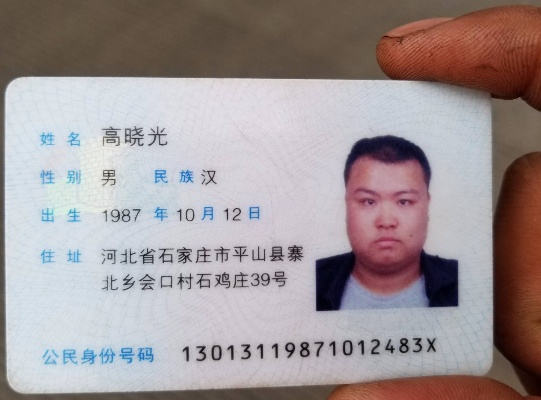 姓名 高晓光
性别 男 民族 汉
出生 1987 年 10 月 12 日
住址 河北省石家庄市平山县寨
北乡会口村石鸡庄39号
公民身份号码 13013119871012483X